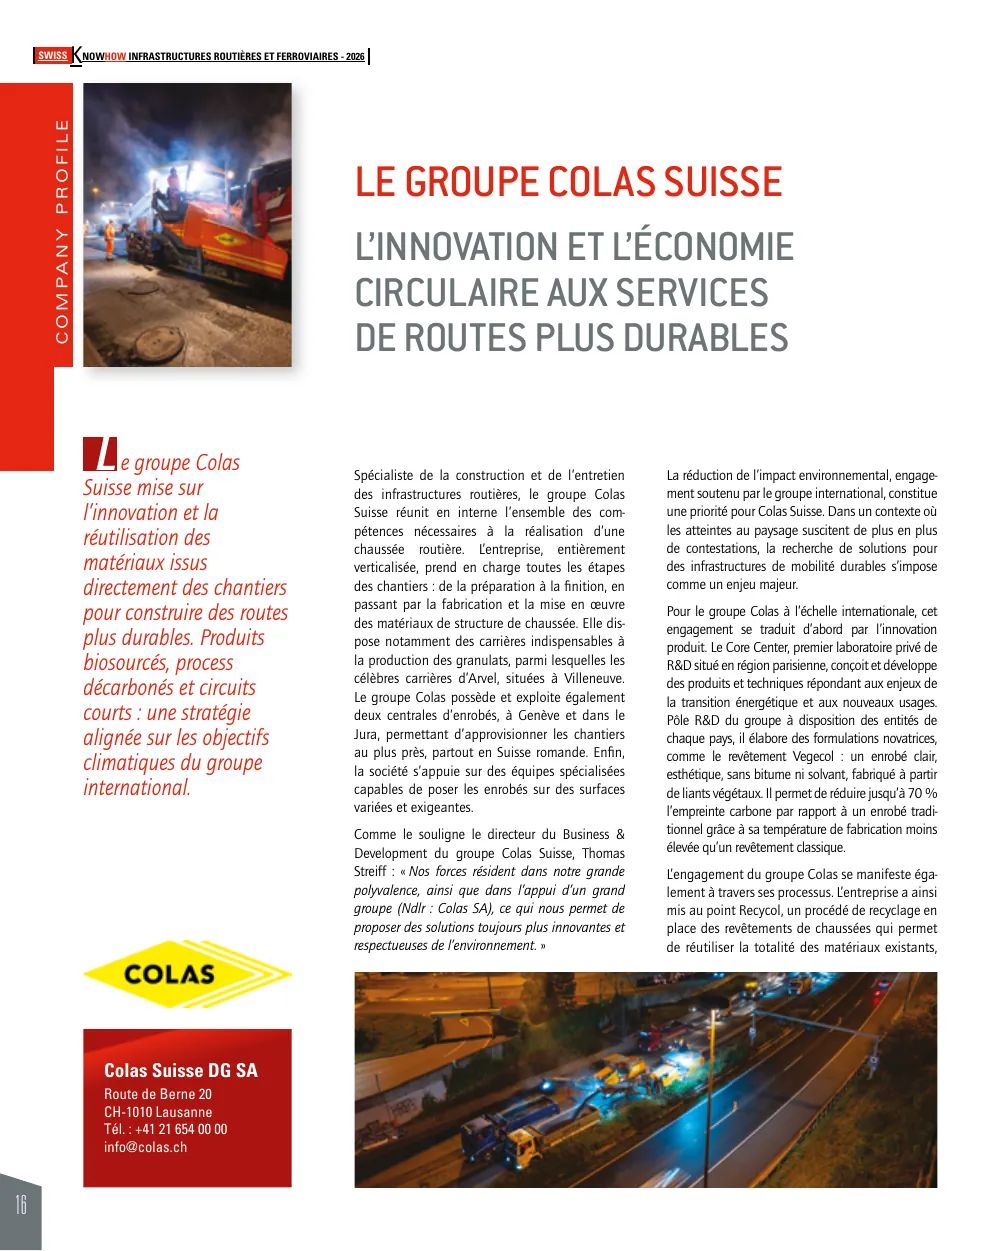 SWISS KNOWHOW INFRASTRUCTURES ROUTIÈRES ET FERROVIAIRES - 2026
COMPANY PROFILE
LE GROUPE COLAS SUISSE
L’INNOVATION ET L’ÉCONOMIE
CIRCULAIRE AUX SERVICES
DE ROUTES PLUS DURABLES
Le groupe Colas
Suisse mise sur
l’innovation et la
réutilisation des
matériaux issus
directement des chantiers
pour construire des routes
plus durables. Produits
biosourcés, process
décarbonés et circuits
courts : une stratégie
alignée sur les objectifs
climatiques du groupe
international.
COLAS
Colas Suisse DG SA
Route de Berne 20
CH-1010 Lausanne
Tél. : +41 21 654 00 00
info@colas.ch
Spécialiste de la construction et de l’entretien
des infrastructures routières, le groupe Colas
Suisse réunit en interne l’ensemble des com-
pétences nécessaires à la réalisation d’une
chaussée routière. L’entreprise, entièrement
verticalisée, prend en charge toutes les étapes
des chantiers : de la préparation à la finition, en
passant par la fabrication et la mise en œuvre
des matériaux de structure de chaussée. Elle dis-
pose notamment des carrières indispensables à
la production des granulats, parmi lesquelles les
célèbres carrières d’Arvel, situées à Villeneuve.
Le groupe Colas possède et exploite également
deux centrales d’enrobés, à Genève et dans le
Jura, permettant d’approvisionner les chantiers
au plus près, partout en Suisse romande. Enfin,
la société s’appuie sur des équipes spécialisées
capables de poser les enrobés sur des surfaces
variées et exigeantes.
Comme le souligne le directeur du Business &
Development du groupe Colas Suisse, Thomas
Streiff : « Nos forces résident dans notre grande
polyvalence, ainsi que dans l’appui d’un grand
groupe (Ndlr : Colas SA), ce qui nous permet de
proposer des solutions toujours plus innovantes et
respectueuses de l’environnement. »
La réduction de l’impact environnemental, engage-
ment soutenu par le groupe international, constitue
une priorité pour Colas Suisse. Dans un contexte où
les atteintes au paysage suscitent de plus en plus
de contestations, la recherche de solutions pour
des infrastructures de mobilité durables s’impose
comme un enjeu majeur.
Pour le groupe Colas à l’échelle internationale, cet
engagement se traduit d’abord par l’innovation
produit. Le Core Center, premier laboratoire privé de
R&D situé en région parisienne, conçoit et développe
des produits et techniques répondant aux enjeux de
la transition énergétique et aux nouveaux usages.
Pôle R&D du groupe à disposition des entités de
chaque pays, il élabore des formulations novatrices,
comme le revêtement Vegecol : un enrobé clair,
esthétique, sans bitume ni solvant, fabriqué à partir
de liants végétaux. Il permet de réduire jusqu’à 70 %
l’empreinte carbone par rapport à un enrobé tradi-
tionnel grâce à sa température de fabrication moins
élevée qu’un revêtement classique.
L’engagement du groupe Colas se manifeste éga-
lement à travers ses processus. L’entreprise a ainsi
mis au point Recycol, un procédé de recyclage en
place des revêtements de chaussées qui permet
de réutiliser la totalité des matériaux existants,
16